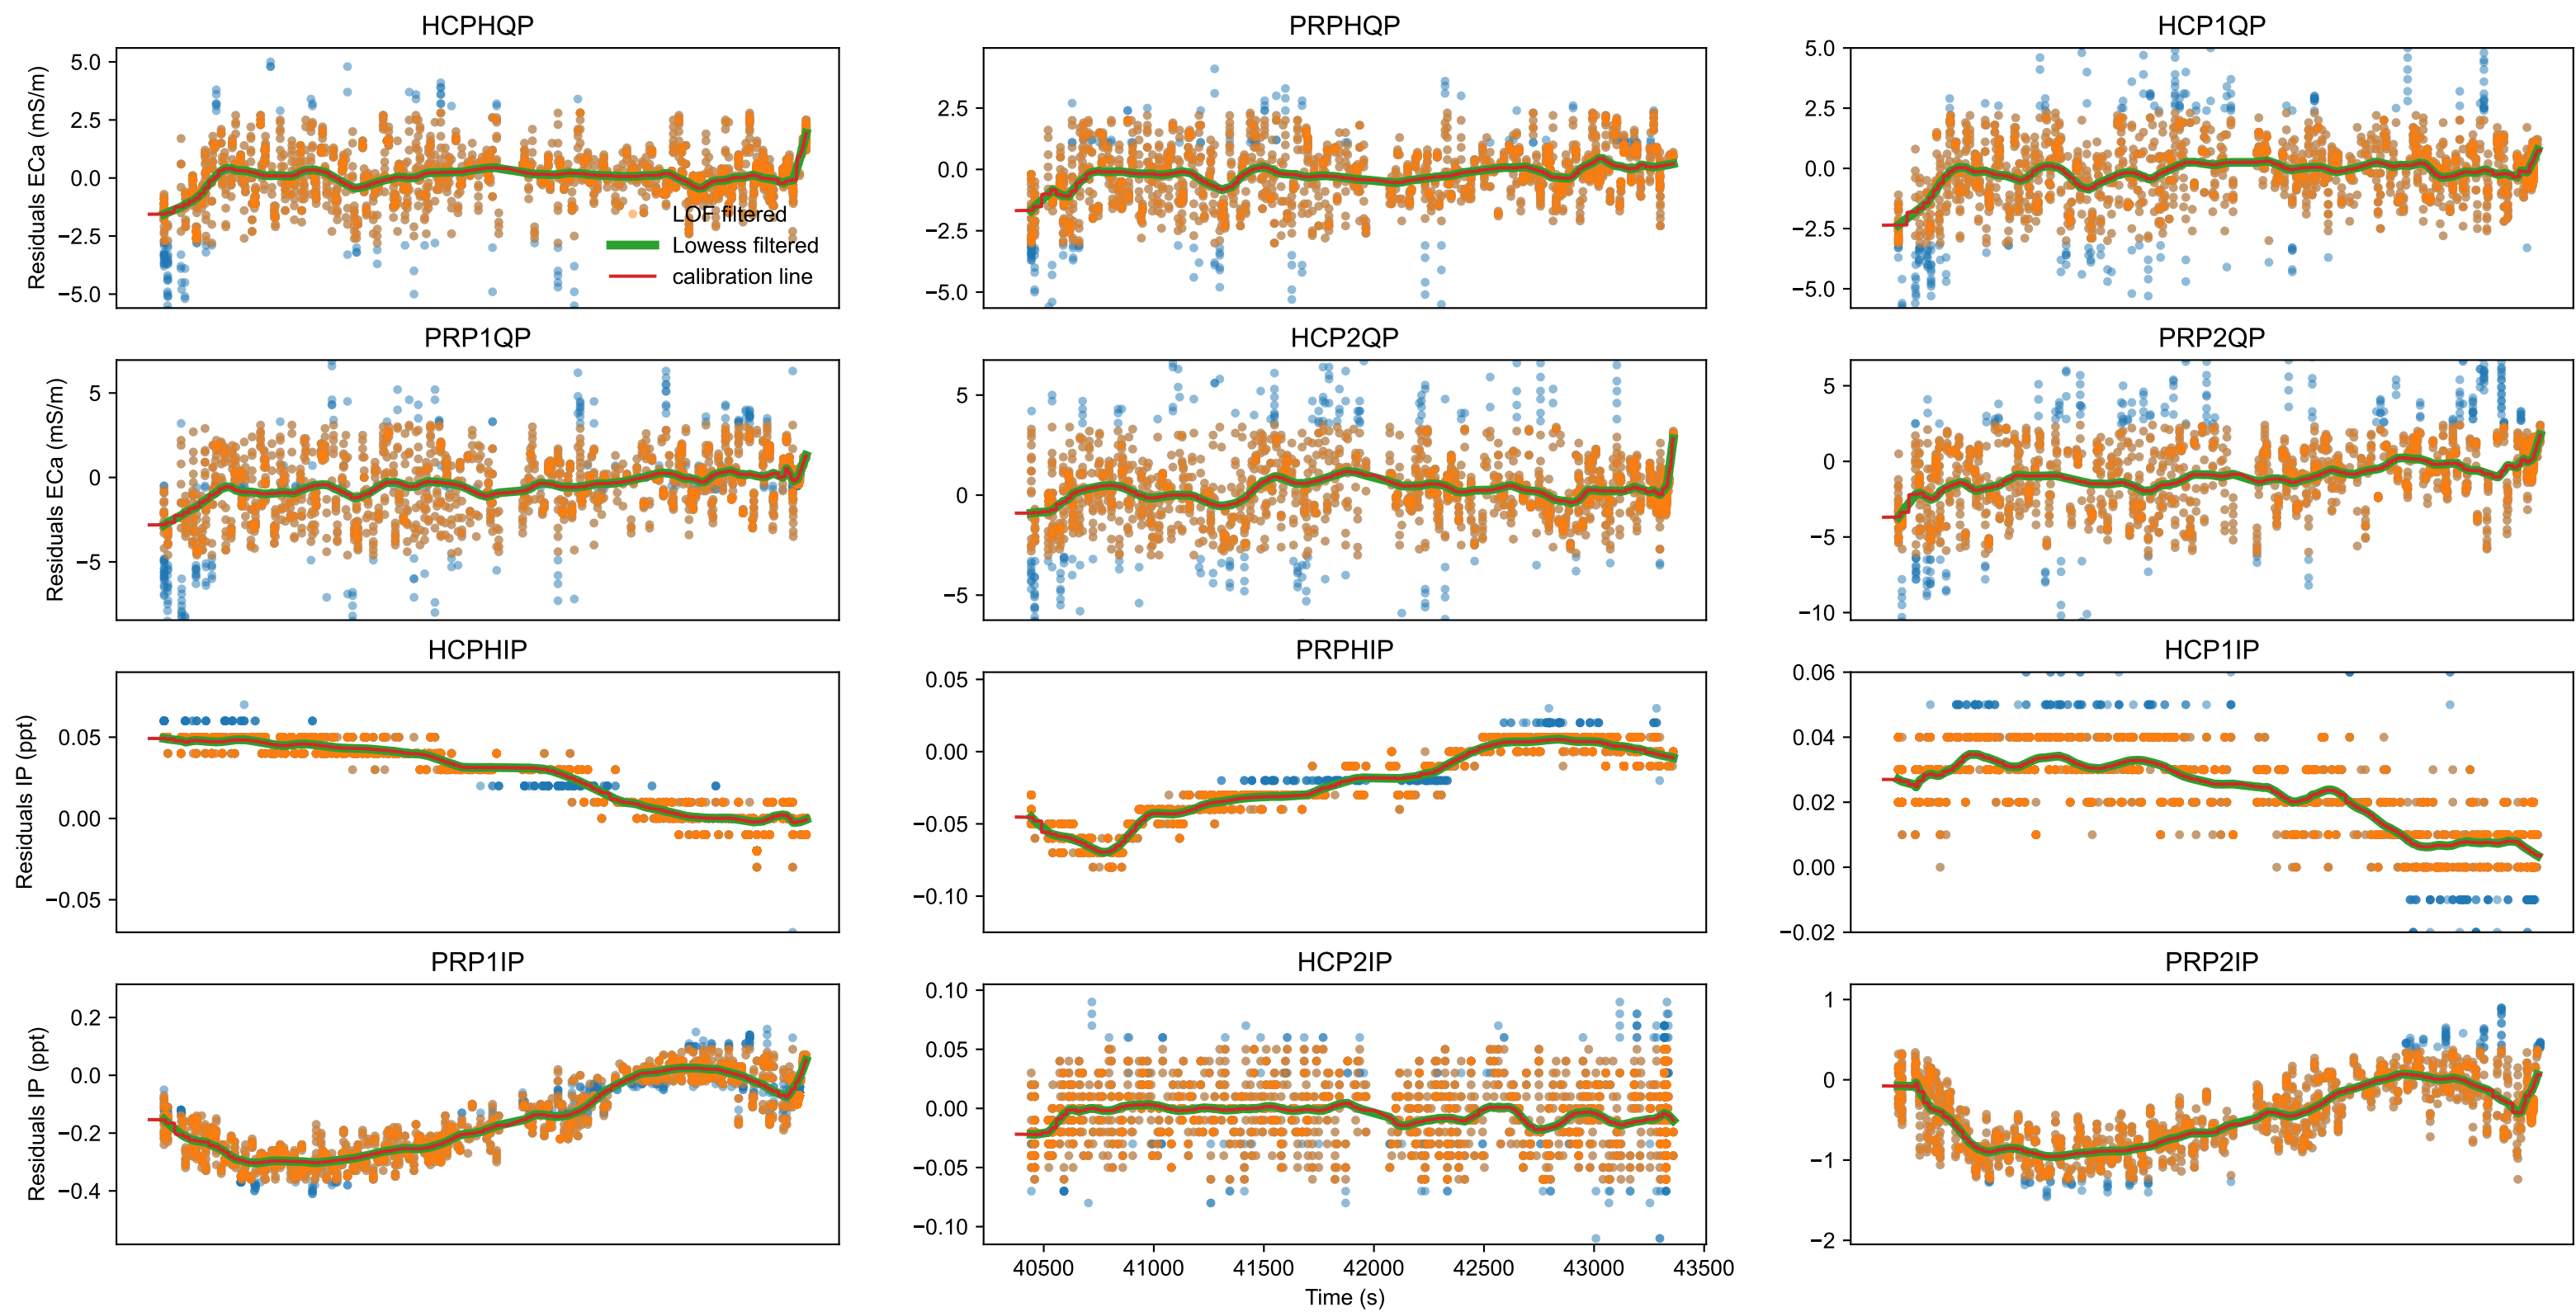 HCPHQP
PRPHQP
HCP1QP
Residuals ECa (mS/m)
5.0
2.5
0.0
−2.5
−5.0
LOF filtered
Lowess filtered
calibration line
2.5
0.0
−2.5
−5.0
5.0
2.5
0.0
−2.5
−5.0
PRP1QP
HCP2QP
PRP2QP
Residuals ECa (mS/m)
5
0
−5
5
0
−5
5
0
−5
−10
HCPHIP
PRPHIP
HCP1IP
Residuals IP (ppt)
0.05
0.00
−0.05
0.05
0.00
−0.05
−0.10
0.06
0.04
0.02
0.00
−0.02
PRP1IP
HCP2IP
PRP2IP
Residuals IP (ppt)
0.2
0.0
−0.2
−0.4
0.10
0.05
0.00
−0.05
−0.10
1
0
−1
−2
40500 41000 41500 42000 42500 43000 43500
Time (s)